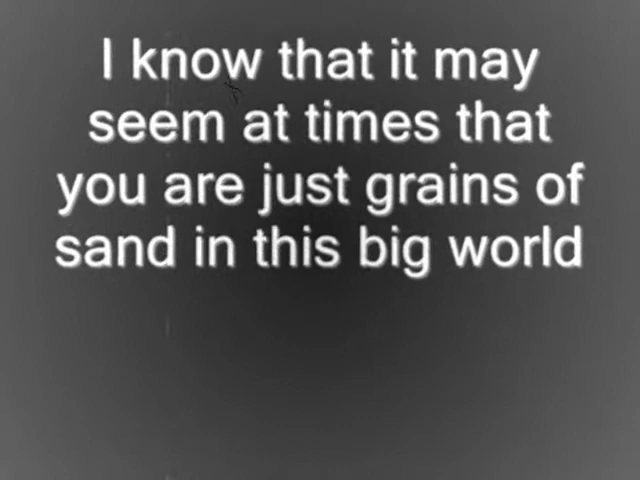 I know that it may
seem at times that
you are just grains of
sand in this big world